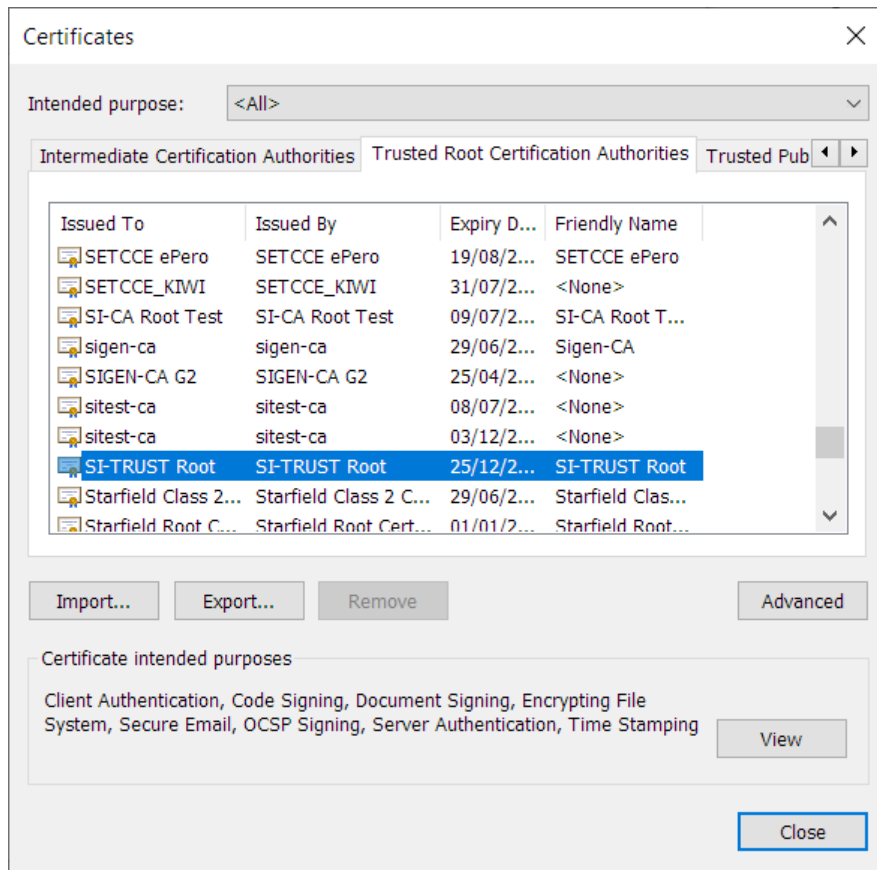 Certificates
Intended purpose: <All>
Intermediate Certification Authorities Trusted Root Certification Authorities Trusted Pub
Issued To Issued By Expiry D... Friendly Name
SETCCE ePero SETCCE ePero 19/08/2... SETCCE ePero
SETCCE_KIWI SETCCE_KIWI 31/07/2... <None>
SI-CA Root Test SI-CA Root Test 09/07/2... SI-CA Root T...
sigen-ca sigen-ca 29/06/2... Sigen-CA
SIGEN-CA G2 SIGEN-CA G2 25/04/2... <None>
sitest-ca sitest-ca 08/07/2... <None>
sitest-ca sitest-ca 03/12/2... <None>
SI-TRUST Root SI-TRUST Root 25/12/2... SI-TRUST Root
Starfield Class 2... Starfield Class 2 C... 29/06/2... Starfield Clas...
Starfield Root C... Starfield Root Cert... 01/01/2... Starfield Root...
Import... Export... Remove Advanced
Certificate intended purposes
Client Authentication, Code Signing, Document Signing, Encrypting File
System, Secure Email, OCSP Signing, Server Authentication, Time Stamping
View
Close